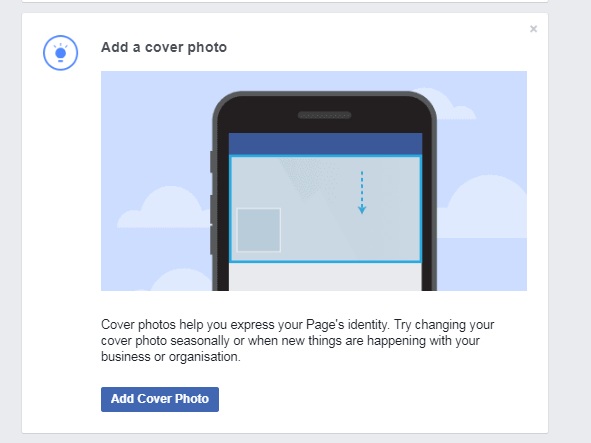 Add a cover photo
Cover photos help you express your Page's identity. Try changing your
cover photo seasonally or when new things are happening with your
business or organisation.
Add Cover Photo